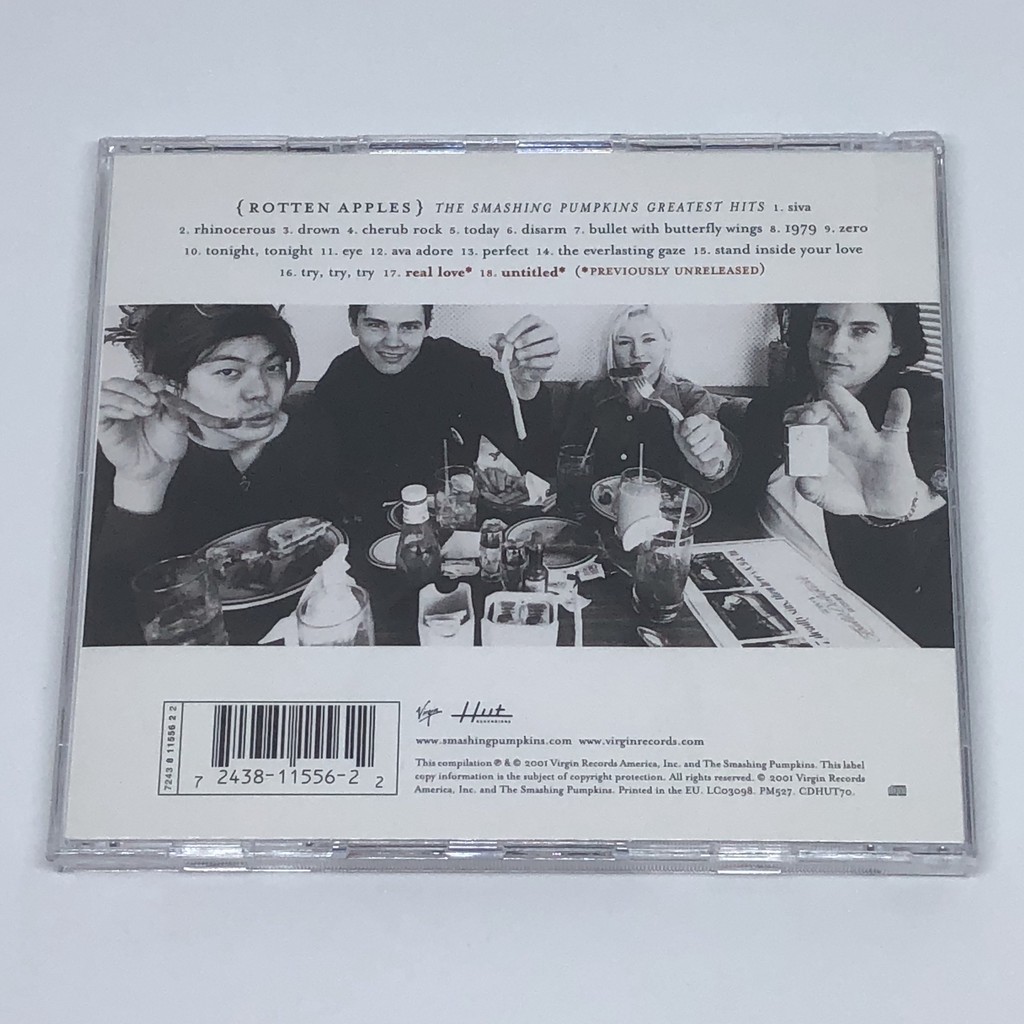 { ROTTEN APPLES } THE SMASHING PUMPKINS GREATEST HITS 1. siva
2. rhinocerous 3. drown 4. cherub rock 5. today 6. disarm 7. bullet with butterfly wings 8. 1979 9. zero
10. tonight, tonight 11. eye 12. ava adore 13. perfect 14. the everlasting gaze 15. stand inside your love
16. try, try, try 17. real love* 18. untitled* (*PREVIOUSLY UNRELEASED)
7243 8 11556 2 2
7 2438-11556-2 2
Virgin Hut
RECORDINGS
www.smashingpumpkins.com www.virginrecords.com
This compilation ℗ & © 2001 Virgin Records America, Inc. and The Smashing Pumpkins. This label
copy information is the subject of copyright protection. All rights reserved. © 2001 Virgin Records
America, Inc. and The Smashing Pumpkins. Printed in the EU. LC03098. PM527. CDHUT70.